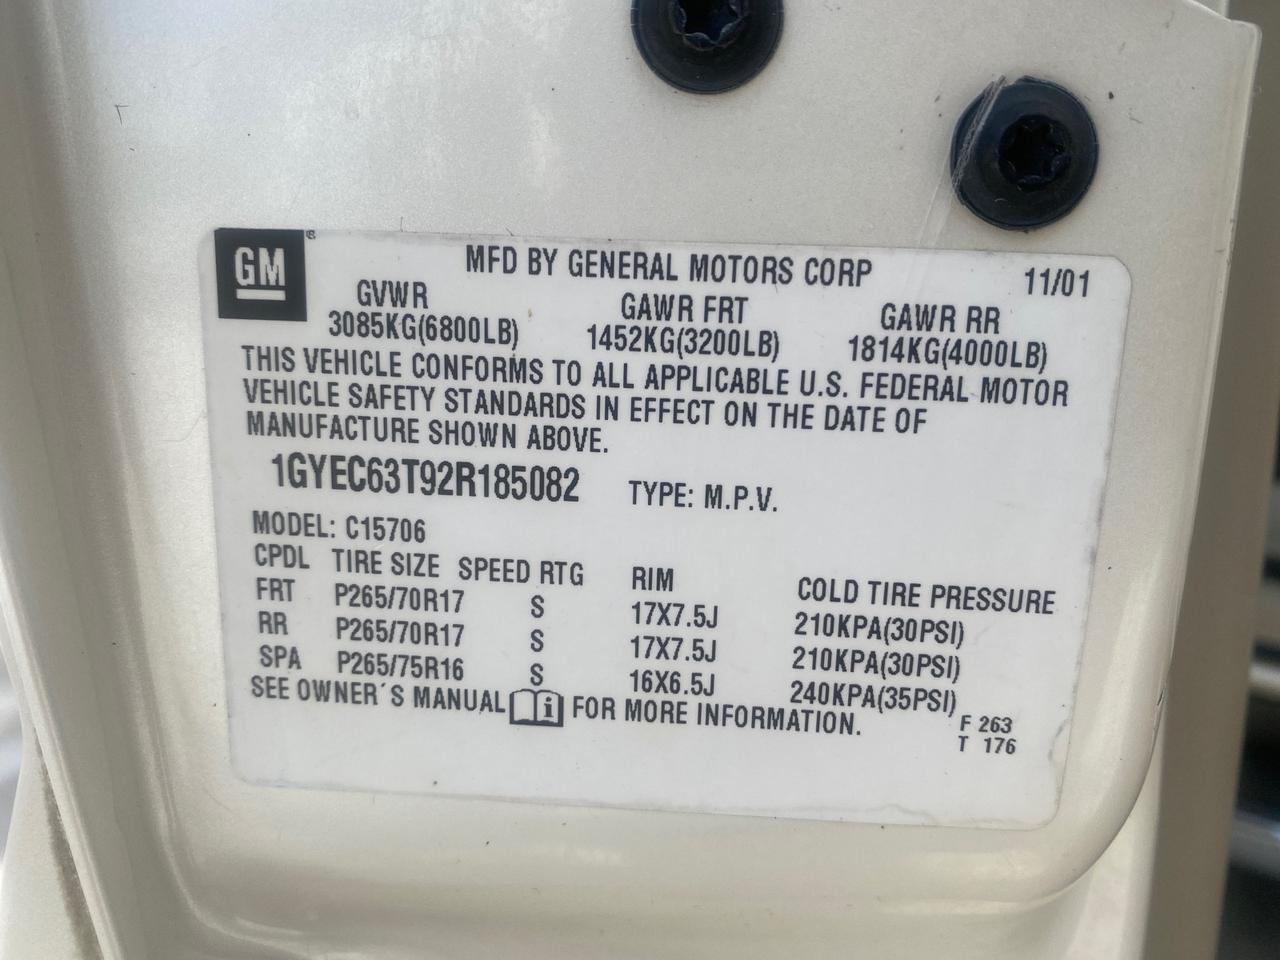 GM®
MFD BY GENERAL MOTORS CORP 11/01
GVWR GAWR FRT GAWR RR
3085KG(6800LB) 1452KG(3200LB) 1814KG(4000LB)
THIS VEHICLE CONFORMS TO ALL APPLICABLE U.S. FEDERAL MOTOR
VEHICLE SAFETY STANDARDS IN EFFECT ON THE DATE OF
MANUFACTURE SHOWN ABOVE.
1GYEC63T92R185082 TYPE: M.P.V.
MODEL: C15706
CPDL TIRE SIZE SPEED RTG RIM COLD TIRE PRESSURE
FRT P265/70R17 S 17X7.5J 210KPA(30PSI)
RR P265/70R17 S 17X7.5J 210KPA(30PSI)
SPA P265/75R16 S 16X6.5J 240KPA(35PSI)
SEE OWNER´S MANUAL i FOR MORE INFORMATION.
F 263
T 176